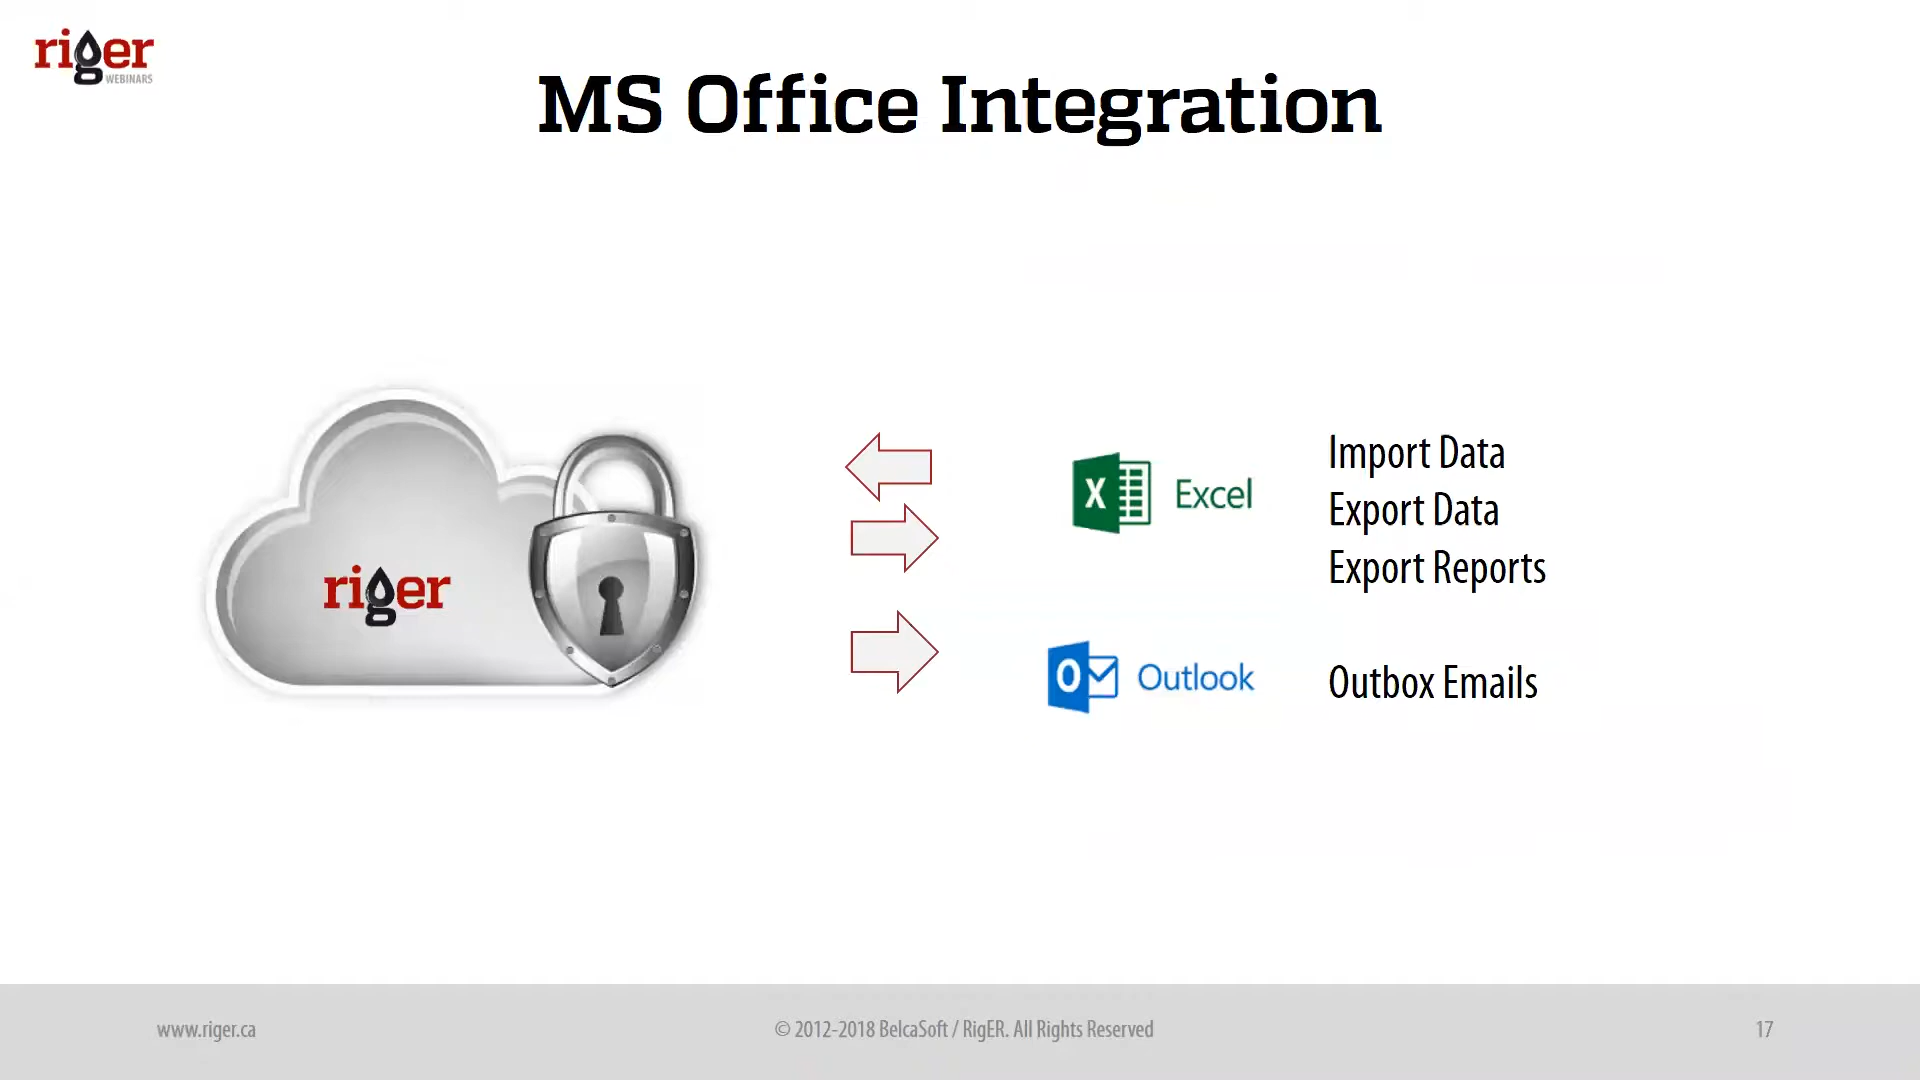 riger
WEBINARS
MS Office Integration
riger
X
Excel
Import Data
Export Data
Export Reports
O
Outlook
Outbox Emails
www.riger.ca
© 2012-2018 BelcaSoft / RigER. All Rights Reserved
17